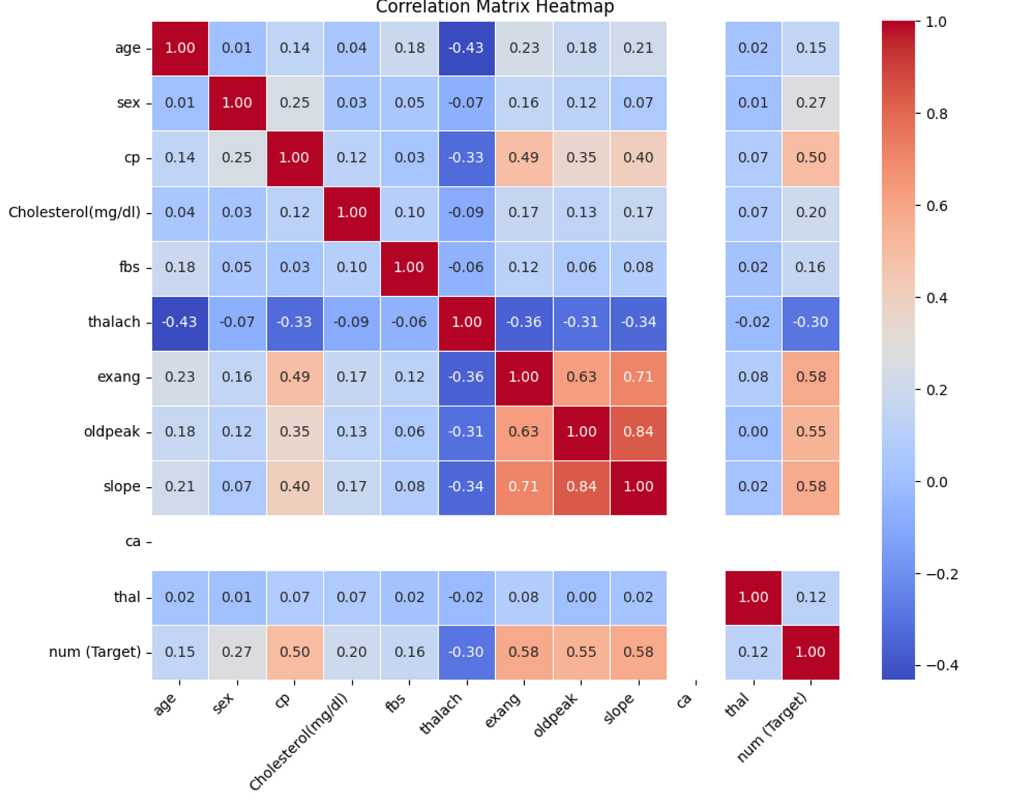 Correlation Matrix Heatmap
age 1.00 0.01 0.14 0.04 0.18 -0.43 0.23 0.18 0.21 0.02 0.15
sex 0.01 1.00 0.25 0.03 0.05 -0.07 0.16 0.12 0.07 0.01 0.27
cp 0.14 0.25 1.00 0.12 0.03 -0.33 0.49 0.35 0.40 0.07 0.50
Cholesterol(mg/dl) 0.04 0.03 0.12 1.00 0.10 -0.09 0.17 0.13 0.17 0.07 0.20
fbs 0.18 0.05 0.03 0.10 1.00 -0.06 0.12 0.06 0.08 0.02 0.16
thalach -0.43 -0.07 -0.33 -0.09 -0.06 1.00 -0.36 -0.31 -0.34 -0.02 -0.30
exang 0.23 0.16 0.49 0.17 0.12 -0.36 1.00 0.63 0.71 0.08 0.58
oldpeak 0.18 0.12 0.35 0.13 0.06 -0.31 0.63 1.00 0.84 0.00 0.55
slope 0.21 0.07 0.40 0.17 0.08 -0.34 0.71 0.84 1.00 0.02 0.58
ca
thal 0.02 0.01 0.07 0.07 0.02 -0.02 0.08 0.00 0.02 1.00 0.12
num (Target) 0.15 0.27 0.50 0.20 0.16 -0.30 0.58 0.55 0.58 0.12 1.00
age sex cp Cholesterol(mg/dl) fbs thalach exang oldpeak slope ca thal num (Target)
1.0
0.8
0.6
0.4
0.2
0.0
−0.2
−0.4